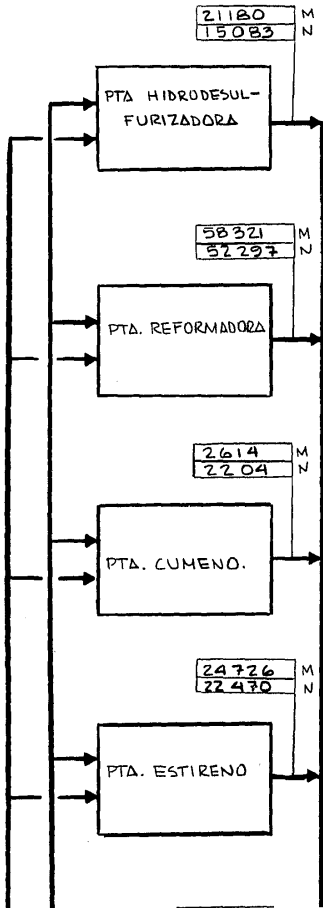 21180 M
15083 N
PTA HIDRODESUL-
FURIZADORA
58321 M
52297 N
PTA. REFORMADORA
2614 M
2204 N
PTA. CUMENO.
24726 M
22470 N
PTA. ESTIRENO